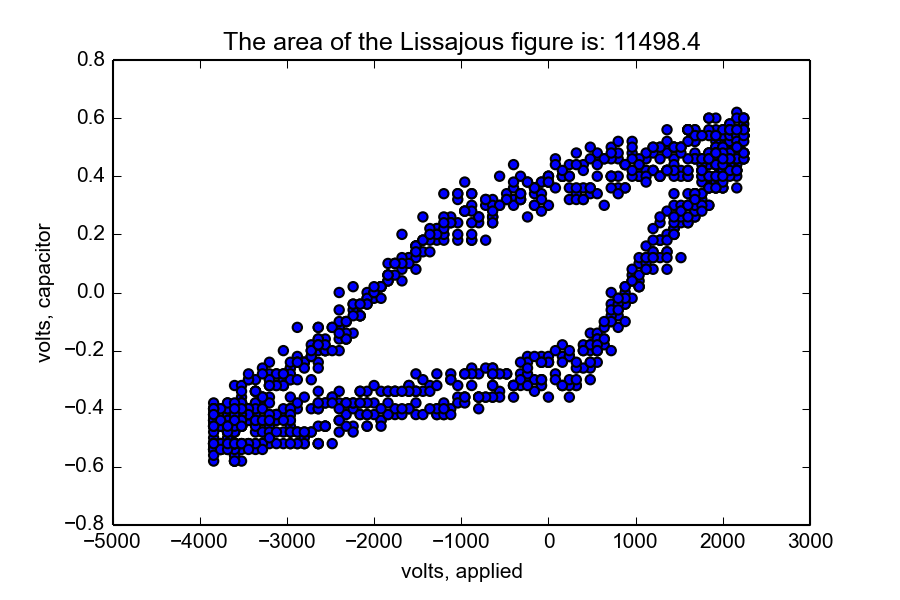 The area of the Lissajous figure is: 11498.4
0.8
0.6
0.4
0.2
0.0
−0.2
−0.4
−0.6
−0.8
volts, capacitor
−5000 −4000 −3000 −2000 −1000 0 1000 2000 3000
volts, applied